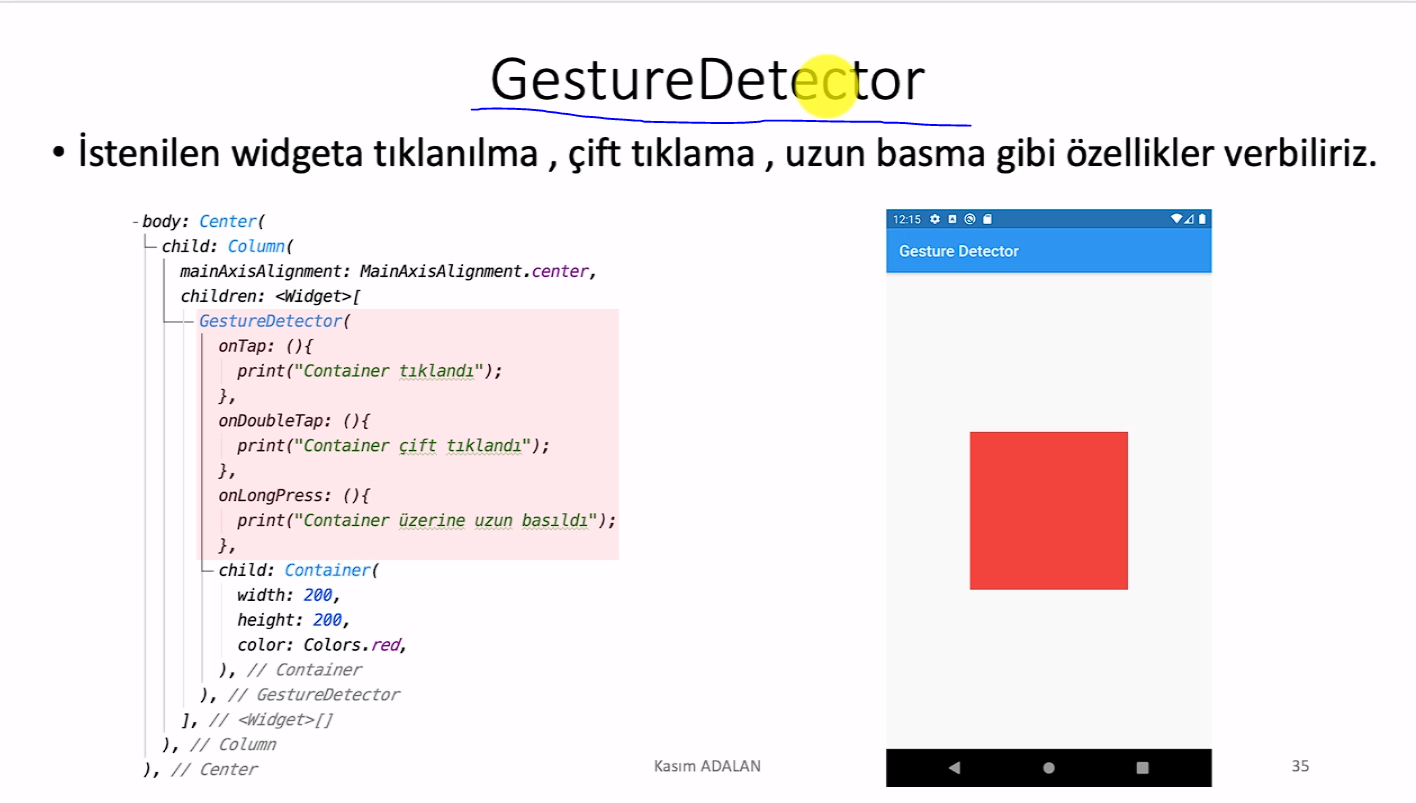 GestureDetector
• İstenilen widgeta tıklanılma , çift tıklama , uzun basma gibi özellikler verbiliriz.
body: Center(
child: Column(
mainAxisAlignment: MainAxisAlignment.center,
children: <Widget>[
GestureDetector(
onTap: (){
print("Container tıklandı");
},
onDoubleTap: (){
print("Container çift tıklandı");
},
onLongPress: (){
print("Container üzerine uzun basıldı");
},
child: Container(
width: 200,
height: 200,
color: Colors.red,
), // Container
), // GestureDetector
], // <Widget>[]
), // Column
), // Center
12:15
Gesture Detector
Kasım ADALAN
35